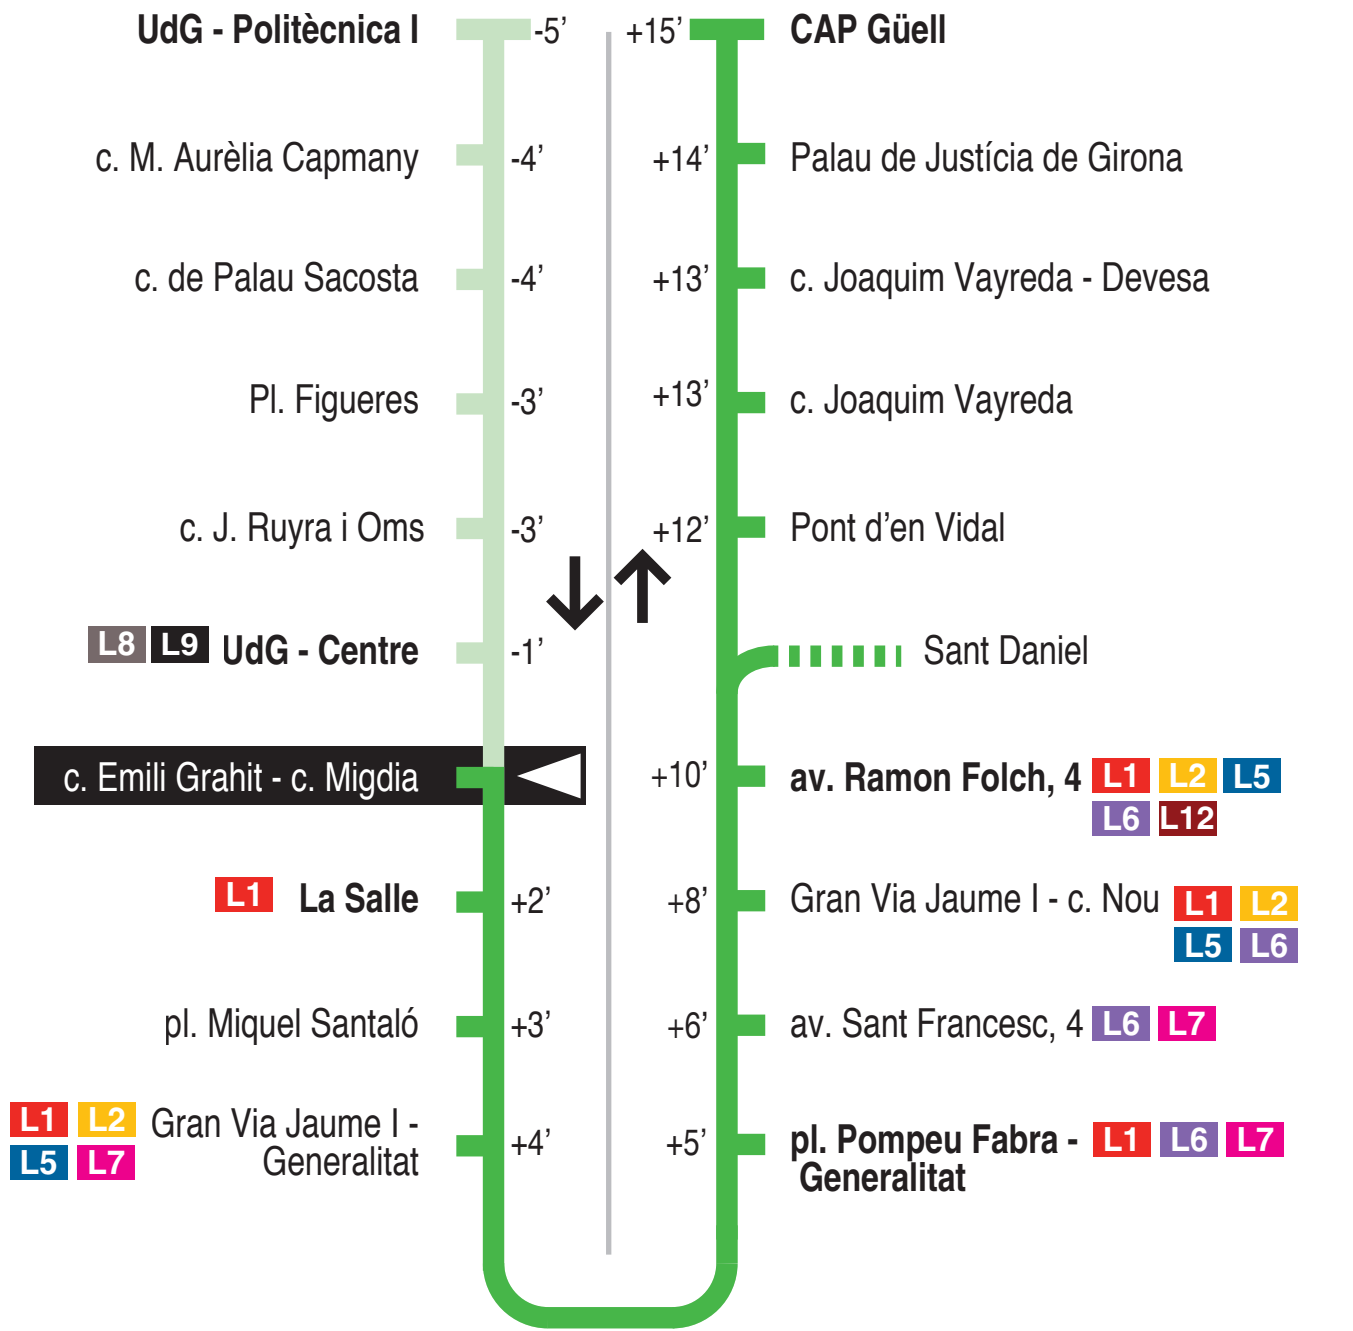 UdG - Politècnica I -5’
c. M. Aurèlia Capmany -4’
c. de Palau Sacosta -4’
Pl. Figueres -3’
c. J. Ruyra i Oms -3’
L8 L9 UdG - Centre -1’
c. Emili Grahit - c. Migdia
L1 La Salle +2’
pl. Miquel Santaló +3’
L1 L2 Gran Via Jaume I -
L5 L7 Generalitat +4’
+15’ CAP Güell
+14’ Palau de Justícia de Girona
+13’ c. Joaquim Vayreda - Devesa
+13’ c. Joaquim Vayreda
+12’ Pont d’en Vidal
Sant Daniel
+10’ av. Ramon Folch, 4 L1 L2 L5
L6 L12
+8’ Gran Via Jaume I - c. Nou L1 L2
L5 L6
+6’ av. Sant Francesc, 4 L6 L7
+5’ pl. Pompeu Fabra - L1 L6 L7
Generalitat